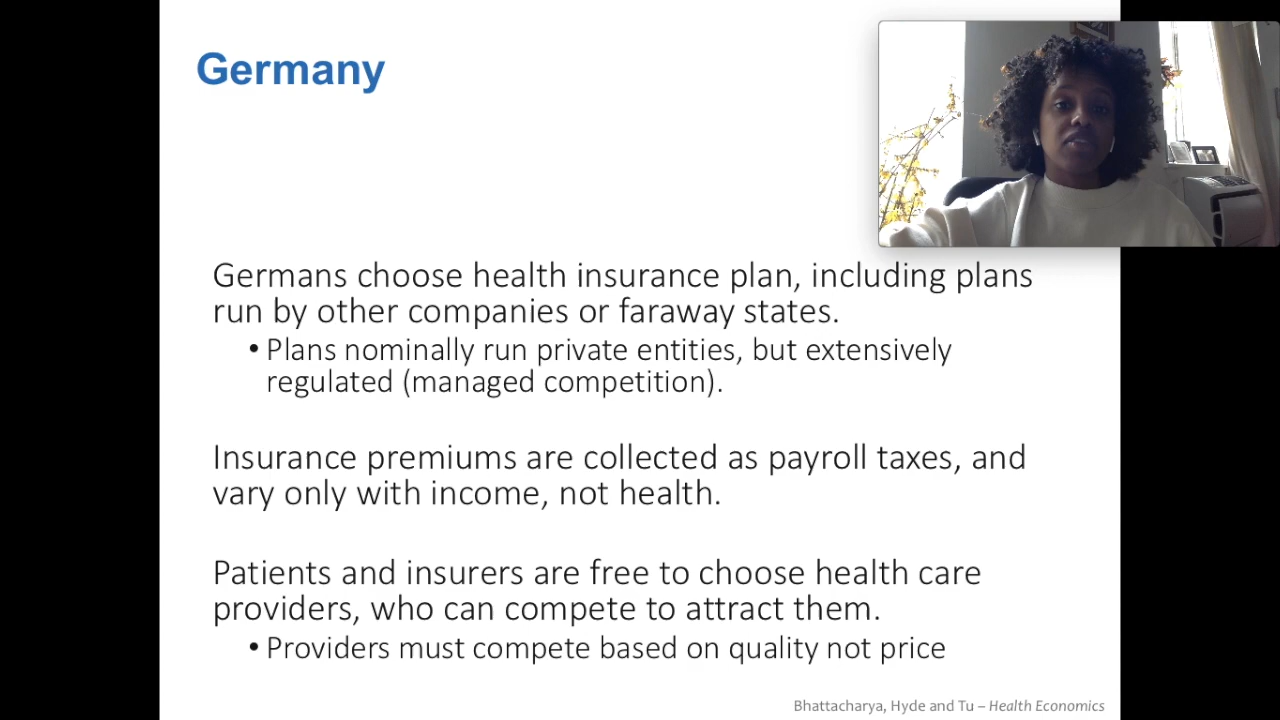 Germany
Germans choose health insurance plan, including plans
run by other companies or faraway states.
• Plans nominally run private entities, but extensively
regulated (managed competition).
Insurance premiums are collected as payroll taxes, and
vary only with income, not health.
Patients and insurers are free to choose health care
providers, who can compete to attract them.
• Providers must compete based on quality not price
Bhattacharya, Hyde and Tu – Health Economics